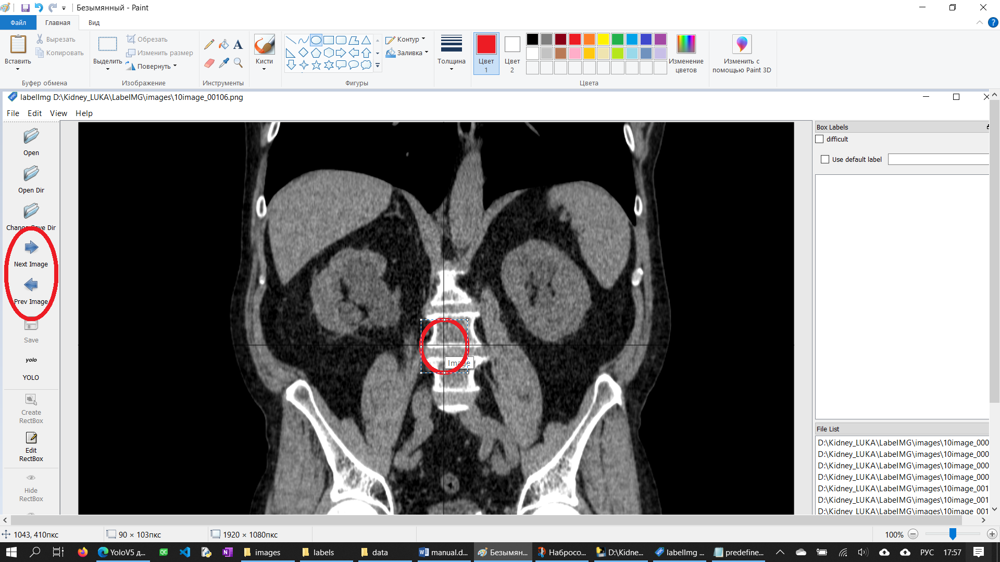 Безымянный - Paint
Файл
Главная
Вид
Вставить
Вырезать
Копировать
Буфер обмена
Выделить
Обрезать
Изменить размер
Повернуть
Изображение
Инструменты
Кисти
Фигуры
Контур
Заливка
Толщина
Цвет
1
Цвет
2
Изменение
цветов
Цвета
Изменить с
помощью Paint 3D
labelImg D:\Kidney_LUKA\LabelMG\images\10image_00106.png
File Edit View Help
Open
Open Dir
Change Save Dir
Next Image
Prev Image
Save
yolo
YOLO
Create
RectBox
Edit
RectBox
Hide
RectBox
Image
Box Labels
difficult
Use default label
File List
D:\Kidney_LUKA\LabelMG\images\10image_000
D:\Kidney_LUKA\LabelMG\images\10image_000
D:\Kidney_LUKA\LabelMG\images\10image_000
D:\Kidney_LUKA\LabelMG\images\10image_000
D:\Kidney_LUKA\LabelMG\images\10image_001
D:\Kidney_LUKA\LabelMG\images\10image_001
D:\Kidney_LUKA\LabelMG\images\10image_001
1043, 410пкс
90 × 103пкс
1920 × 1080пкс
100%
YoloV5 д...
images
labels
data
manual.d...
Безымян...
Набросо...
D:\Kidne...
labelImg ...
predefine...
РУС
17:57